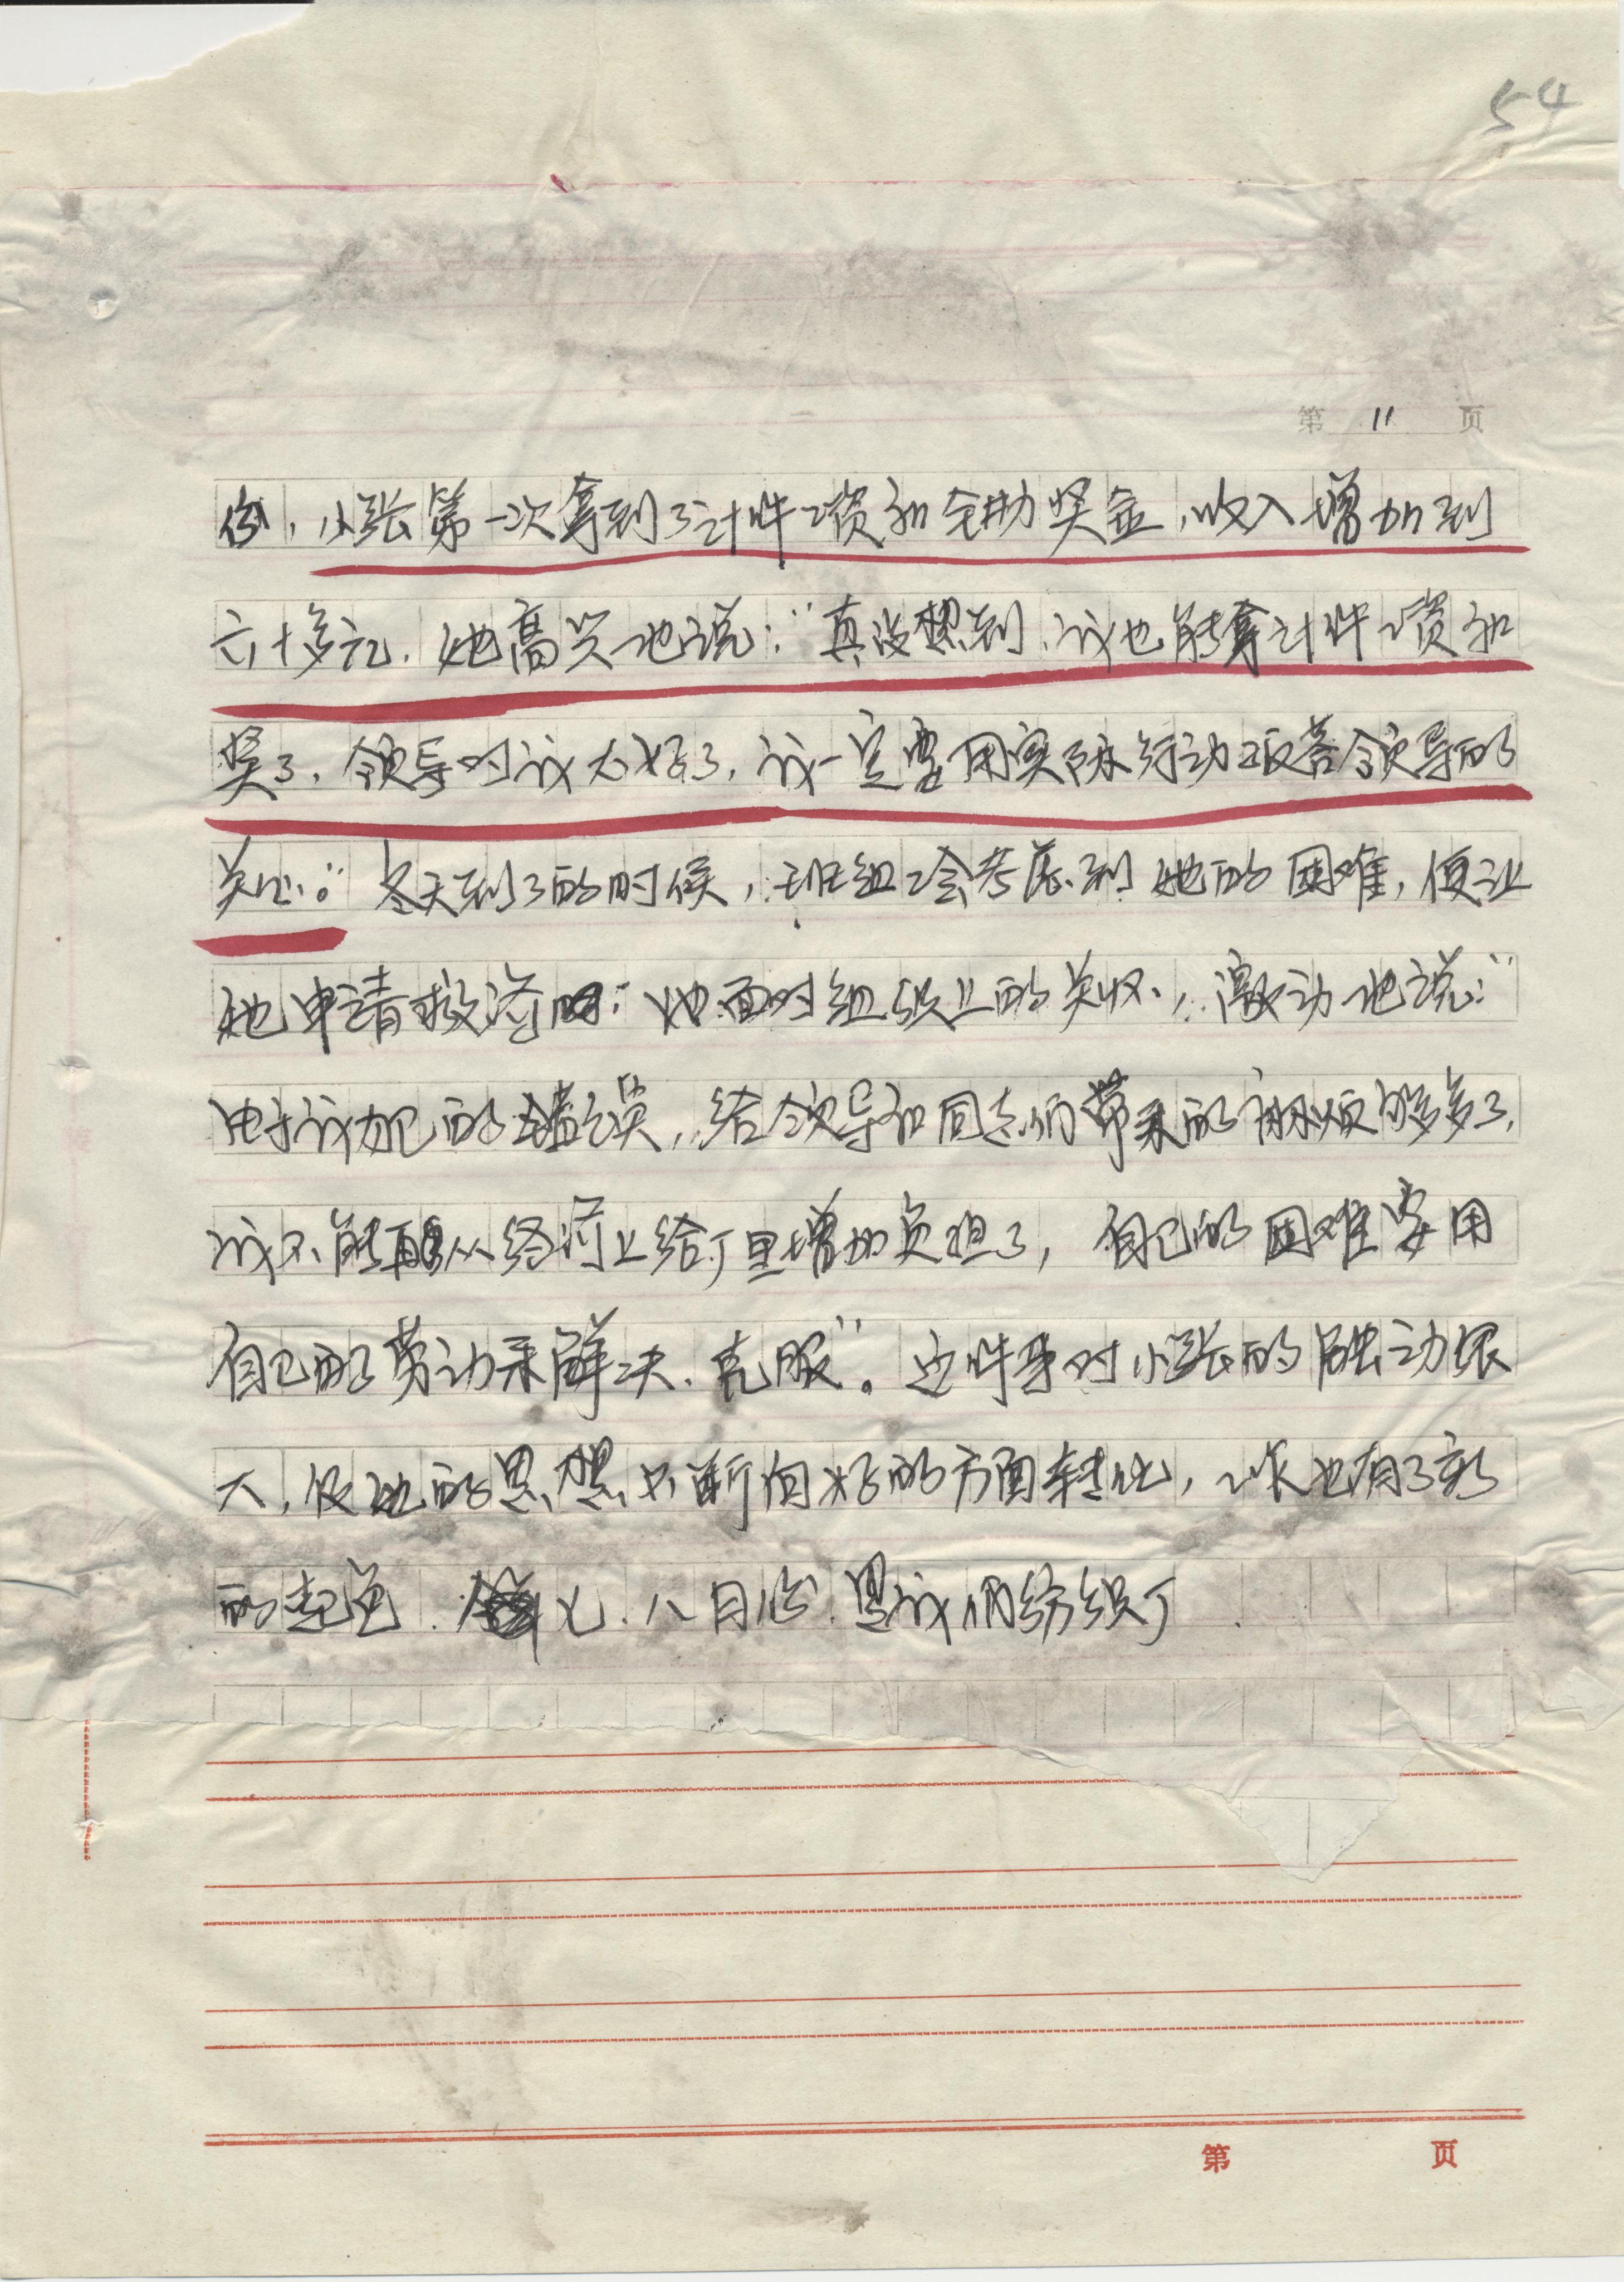 54
第 11 页
例，小张第一次拿到了计件工资和全勤奖金，收入增加到
六十多元。她高兴地说：“真没想到，我也能拿计件工资和
奖了，领导对我太好了，我一定要用实际行动报答领导的
关心。”冬天到了的时候，班组工会考虑到她的困难，便让
她申请救济 她面对组织上的关怀，激动地说：“
由于我犯的错误，给领导和同志们带来的麻烦够多了，
我不能再从经济上给厂里增加负担了，自己的困难要用
自己的劳动来解决、克服”。这件事对小张的触动很
大，促她的思想不断向好的方面转化，工作也有了新
的起色。 七、八月份，是我们纺织厂
第 页